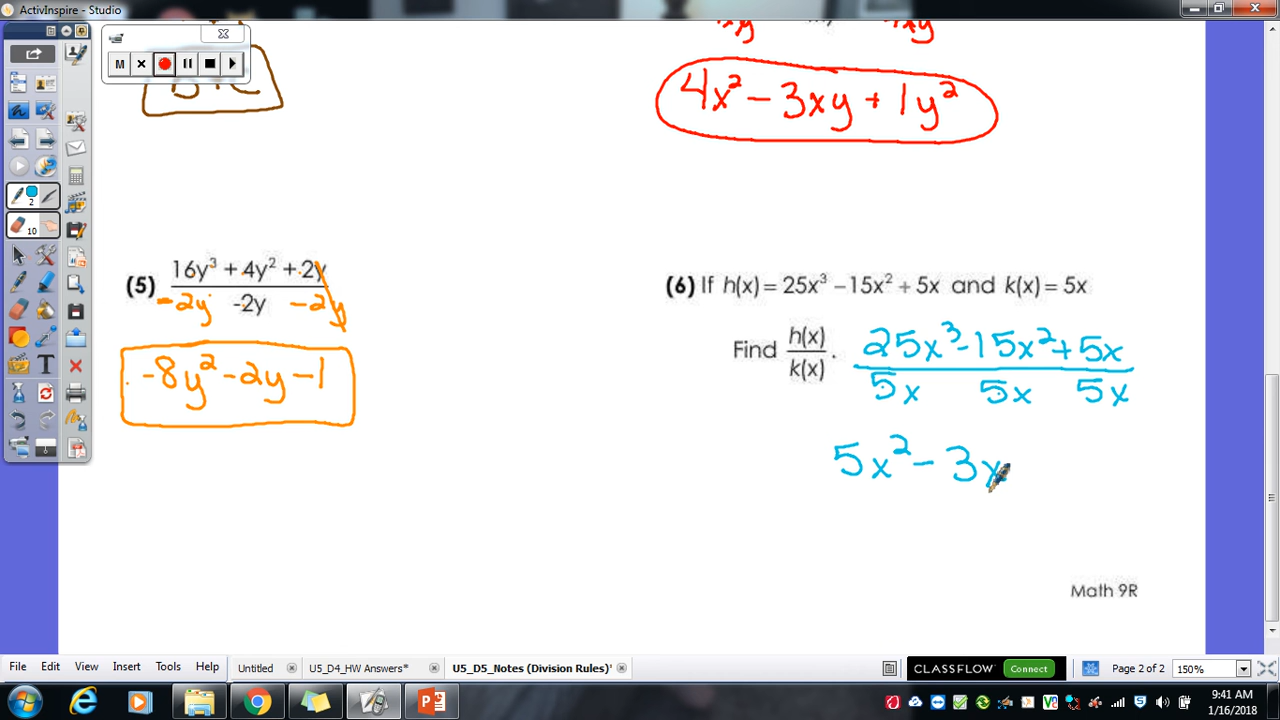 ActivInspire - Studio
4x² - 3xy + 1y²
(5) 16y³ + 4y² + 2y
-2y -2y -2y
-8y² - 2y - 1
(6) If h(x) = 25x³ - 15x² + 5x and k(x) = 5x
Find h(x)/k(x). 25x³ - 15x² + 5x
5x 5x 5x
5x² - 3x
Math 9R
File Edit View Insert Tools Help Untitled U5_D4_HW Answers* U5_D5_Notes (Division Rules)* CLASSFLOW Connect Page 2 of 2 150%
9:41 AM
1/16/2018